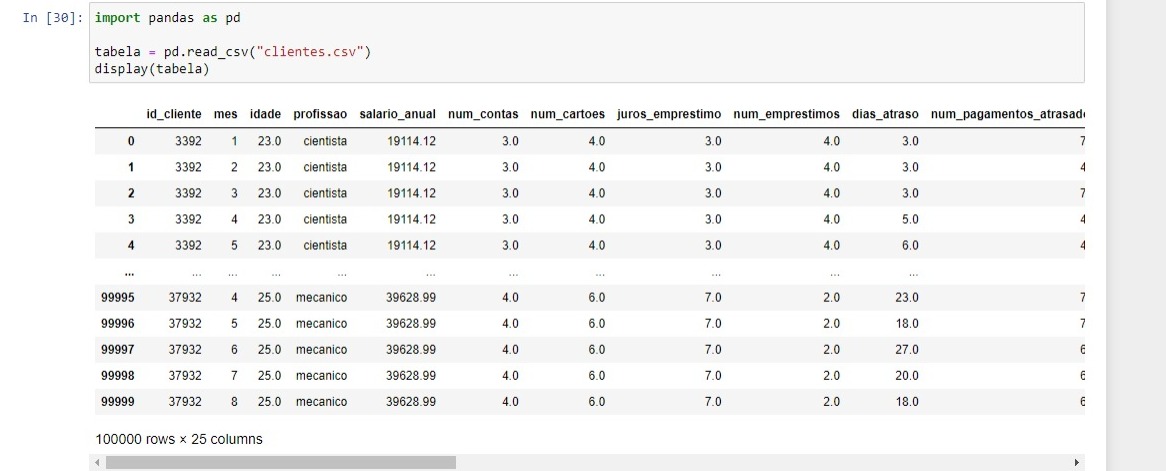 In [30]: import pandas as pd
tabela = pd.read_csv("clientes.csv")
display(tabela)
id_cliente mes idade profissao salario_anual num_contas num_cartoes juros_emprestimo num_emprestimos dias_atraso num_pagamentos_atrasad
0 3392 1 23.0 cientista 19114.12 3.0 4.0 3.0 4.0 3.0 7
1 3392 2 23.0 cientista 19114.12 3.0 4.0 3.0 4.0 3.0 4
2 3392 3 23.0 cientista 19114.12 3.0 4.0 3.0 4.0 3.0 7
3 3392 4 23.0 cientista 19114.12 3.0 4.0 3.0 4.0 5.0 4
4 3392 5 23.0 cientista 19114.12 3.0 4.0 3.0 4.0 6.0 4
... ... ... ... ... ... ... ... ... ... ...
99995 37932 4 25.0 mecanico 39628.99 4.0 6.0 7.0 2.0 23.0 7
99996 37932 5 25.0 mecanico 39628.99 4.0 6.0 7.0 2.0 18.0 7
99997 37932 6 25.0 mecanico 39628.99 4.0 6.0 7.0 2.0 27.0 6
99998 37932 7 25.0 mecanico 39628.99 4.0 6.0 7.0 2.0 20.0 6
99999 37932 8 25.0 mecanico 39628.99 4.0 6.0 7.0 2.0 18.0 6
100000 rows × 25 columns